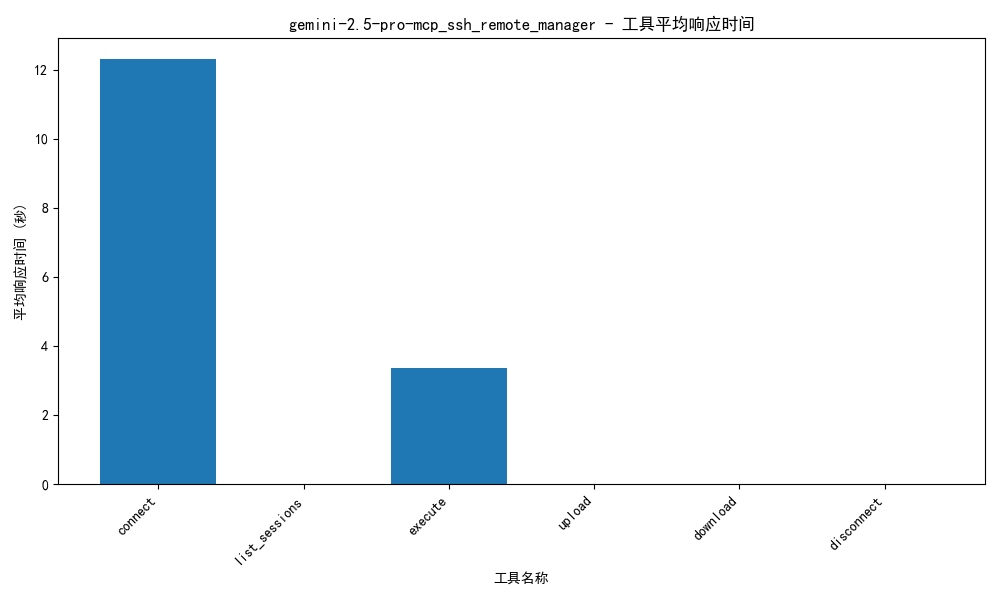 gemini-2.5-pro-mcp_ssh_remote_manager - 工具平均响应时间
平均响应时间 (秒)
12
10
8
6
4
2
0
connect
list_sessions
execute
upload
download
disconnect
工具名称